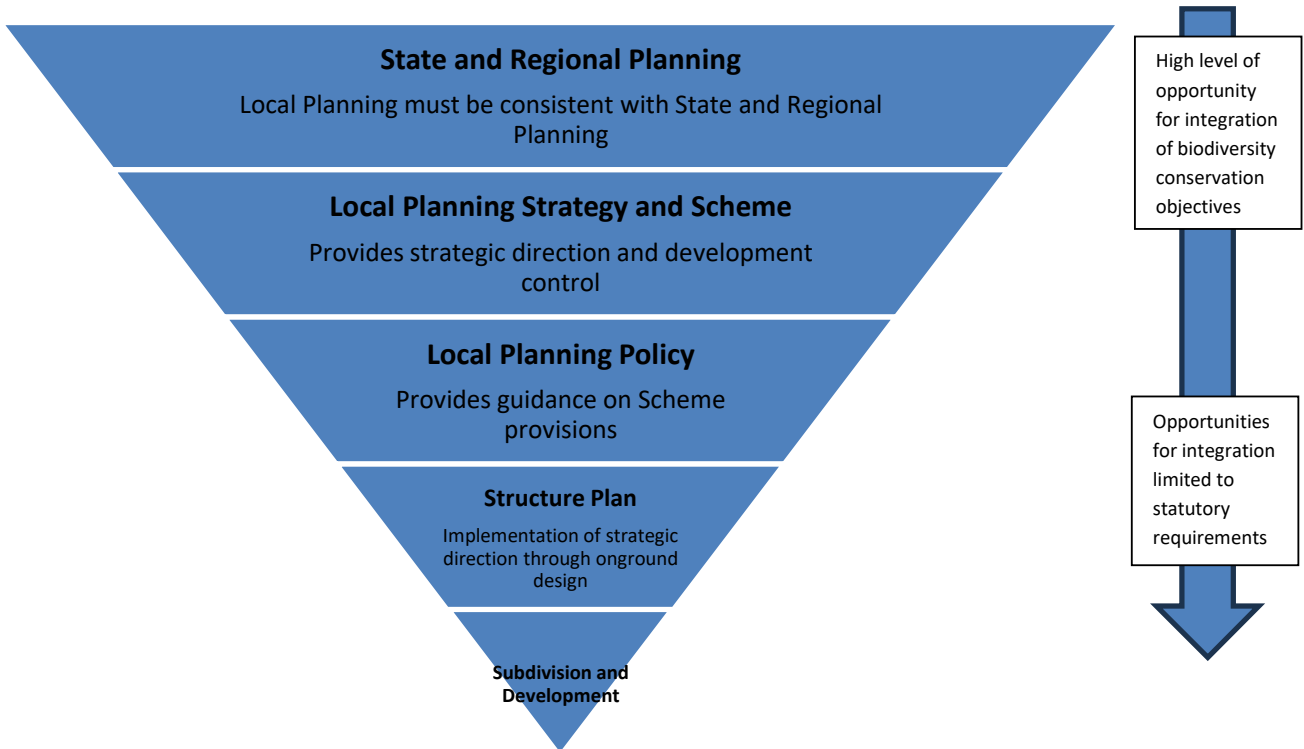 State and Regional Planning
Local Planning must be consistent with State and Regional
Planning
Local Planning Strategy and Scheme
Provides strategic direction and development
control
Local Planning Policy
Provides guidance on Scheme
provisions
Structure Plan
Implementation of strategic
direction through onground
design
Subdivision and
Development
High level of
opportunity
for integration
of biodiversity
conservation
objectives
Opportunities
for integration
limited to
statutory
requirements